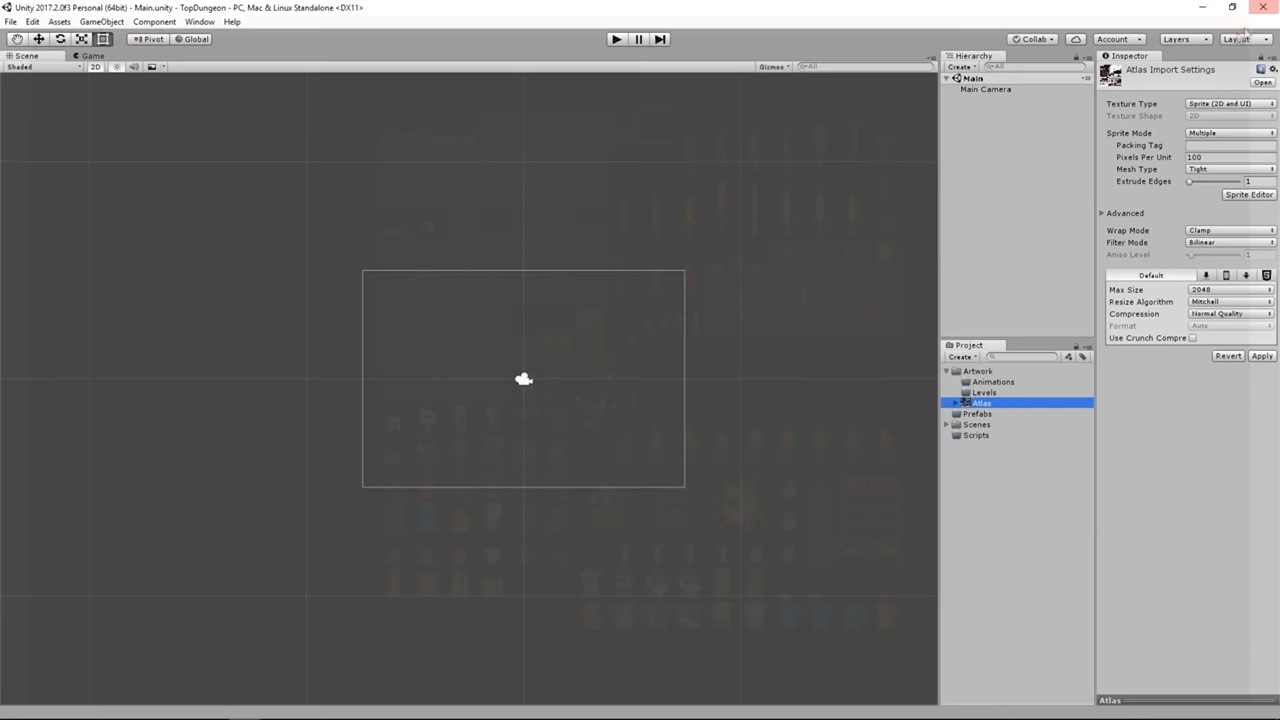 Unity 2017.2.0f3 Personal (64bit) - Main.unity - TopDungeon - PC, Mac & Linux Standalone <DX11>
File Edit Assets GameObject Component Window Help
Pivot Global Collab Account Layers Layout
Scene Game Hierarchy Inspector
Shaded 2D Gizmos All Create All
Main
Main Camera
Atlas Import Settings
Open
Texture Type Sprite (2D and UI)
Texture Shape 2D
Sprite Mode Multiple
Packing Tag
Pixels Per Unit 100
Mesh Type Tight
Extrude Edges 1
Sprite Editor
Advanced
Wrap Mode Clamp
Filter Mode Bilinear
Aniso Level 1
Default
Max Size 2048
Resize Algorithm Mitchell
Compression Normal Quality
Format Auto
Use Crunch Compre
Revert Apply
Project
Create
Artwork
Animations
Levels
Atlas
Prefabs
Scenes
Scripts
Atlas